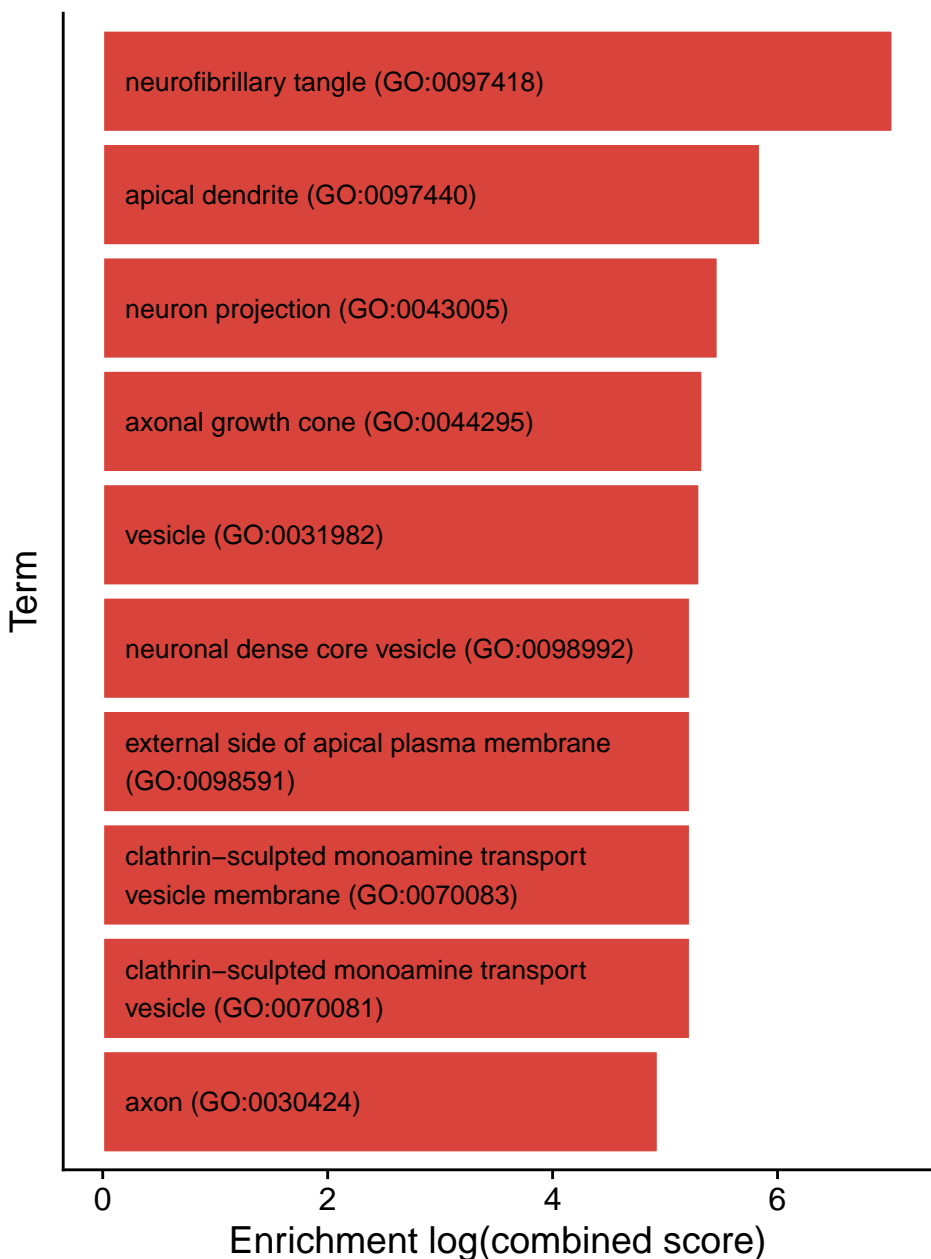 neurofibrillary tangle (GO:0097418)
apical dendrite (GO:0097440)
neuron projection (GO:0043005)
axonal growth cone (GO:0044295)
vesicle (GO:0031982)
neuronal dense core vesicle (GO:0098992)
external side of apical plasma membrane
(GO:0098591)
clathrin−sculpted monoamine transport
vesicle membrane (GO:0070083)
clathrin−sculpted monoamine transport
vesicle (GO:0070081)
axon (GO:0030424)
Term
0 2 4 6
Enrichment log(combined score)